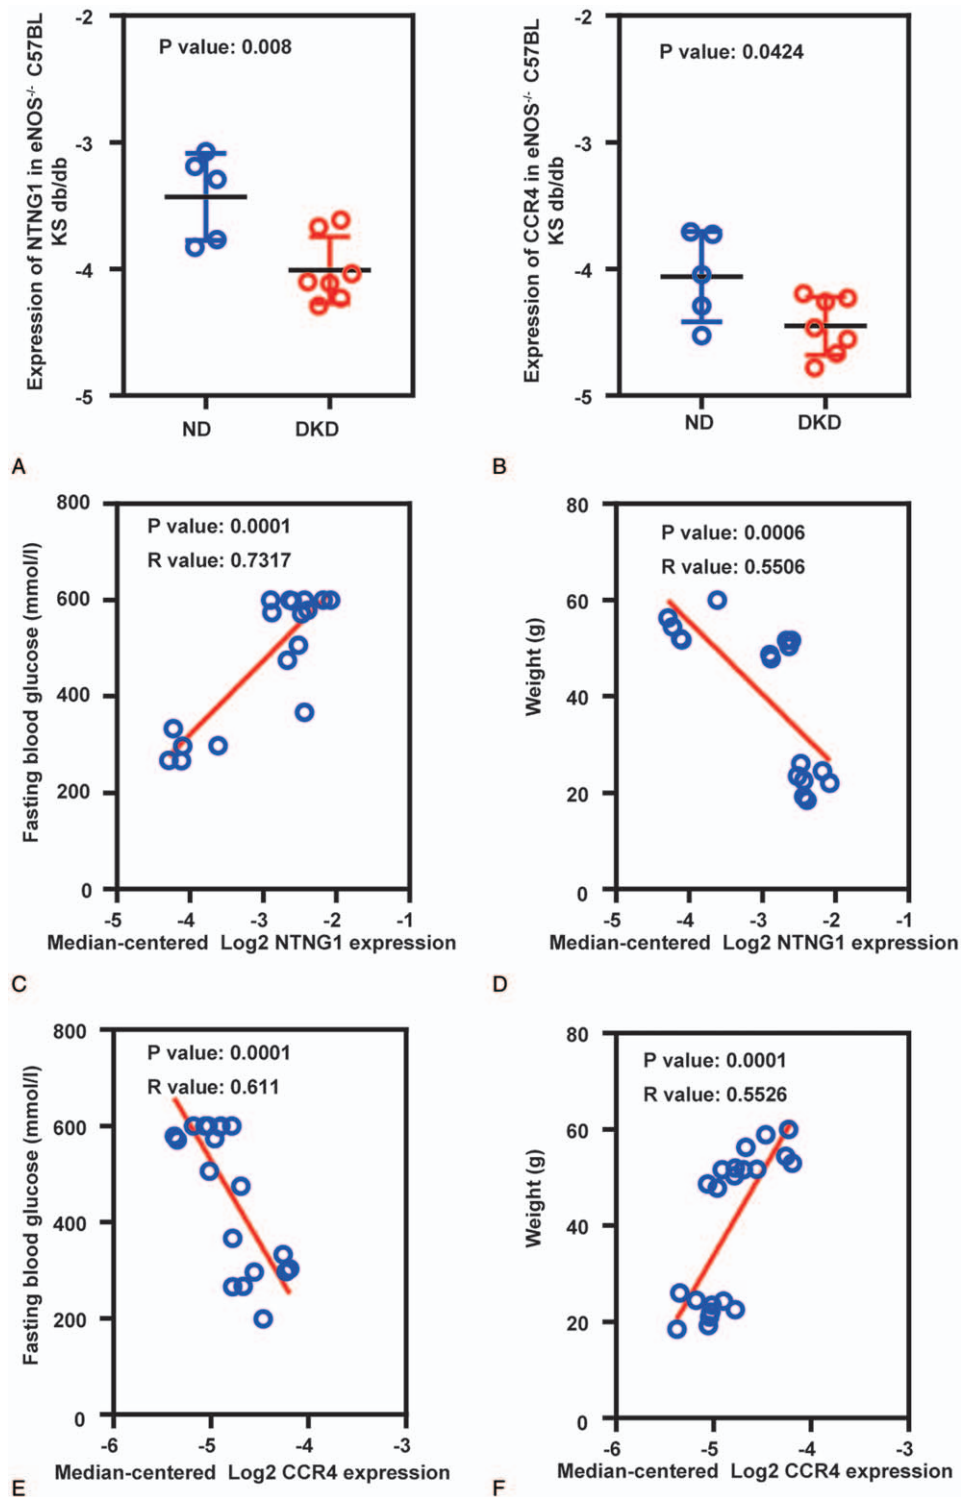 Expression of NTNG1 in eNOS-/- C57BL
KS db/db
-2
-3
-4
-5
P value: 0.008
ND
DKD
A
Expression of CCR4 in eNOS-/- C57BL
KS db/db
-2
-3
-4
-5
P value: 0.0424
ND
DKD
B
Fasting blood glucose (mmol/l)
800
600
400
200
0
P value: 0.0001
R value: 0.7317
-5 -4 -3 -2 -1
Median-centered Log2 NTNG1 expression
C
Weight (g)
80
60
40
20
0
P value: 0.0006
R value: 0.5506
-5 -4 -3 -2 -1
Median-centered Log2 NTNG1 expression
D
Fasting blood glucose (mmol/l)
800
600
400
200
0
P value: 0.0001
R value: 0.611
-6 -5 -4 -3
Median-centered Log2 CCR4 expression
E
Weight (g)
80
60
40
20
0
P value: 0.0001
R value: 0.5526
-6 -5 -4 -3
Median-centered Log2 CCR4 expression
F